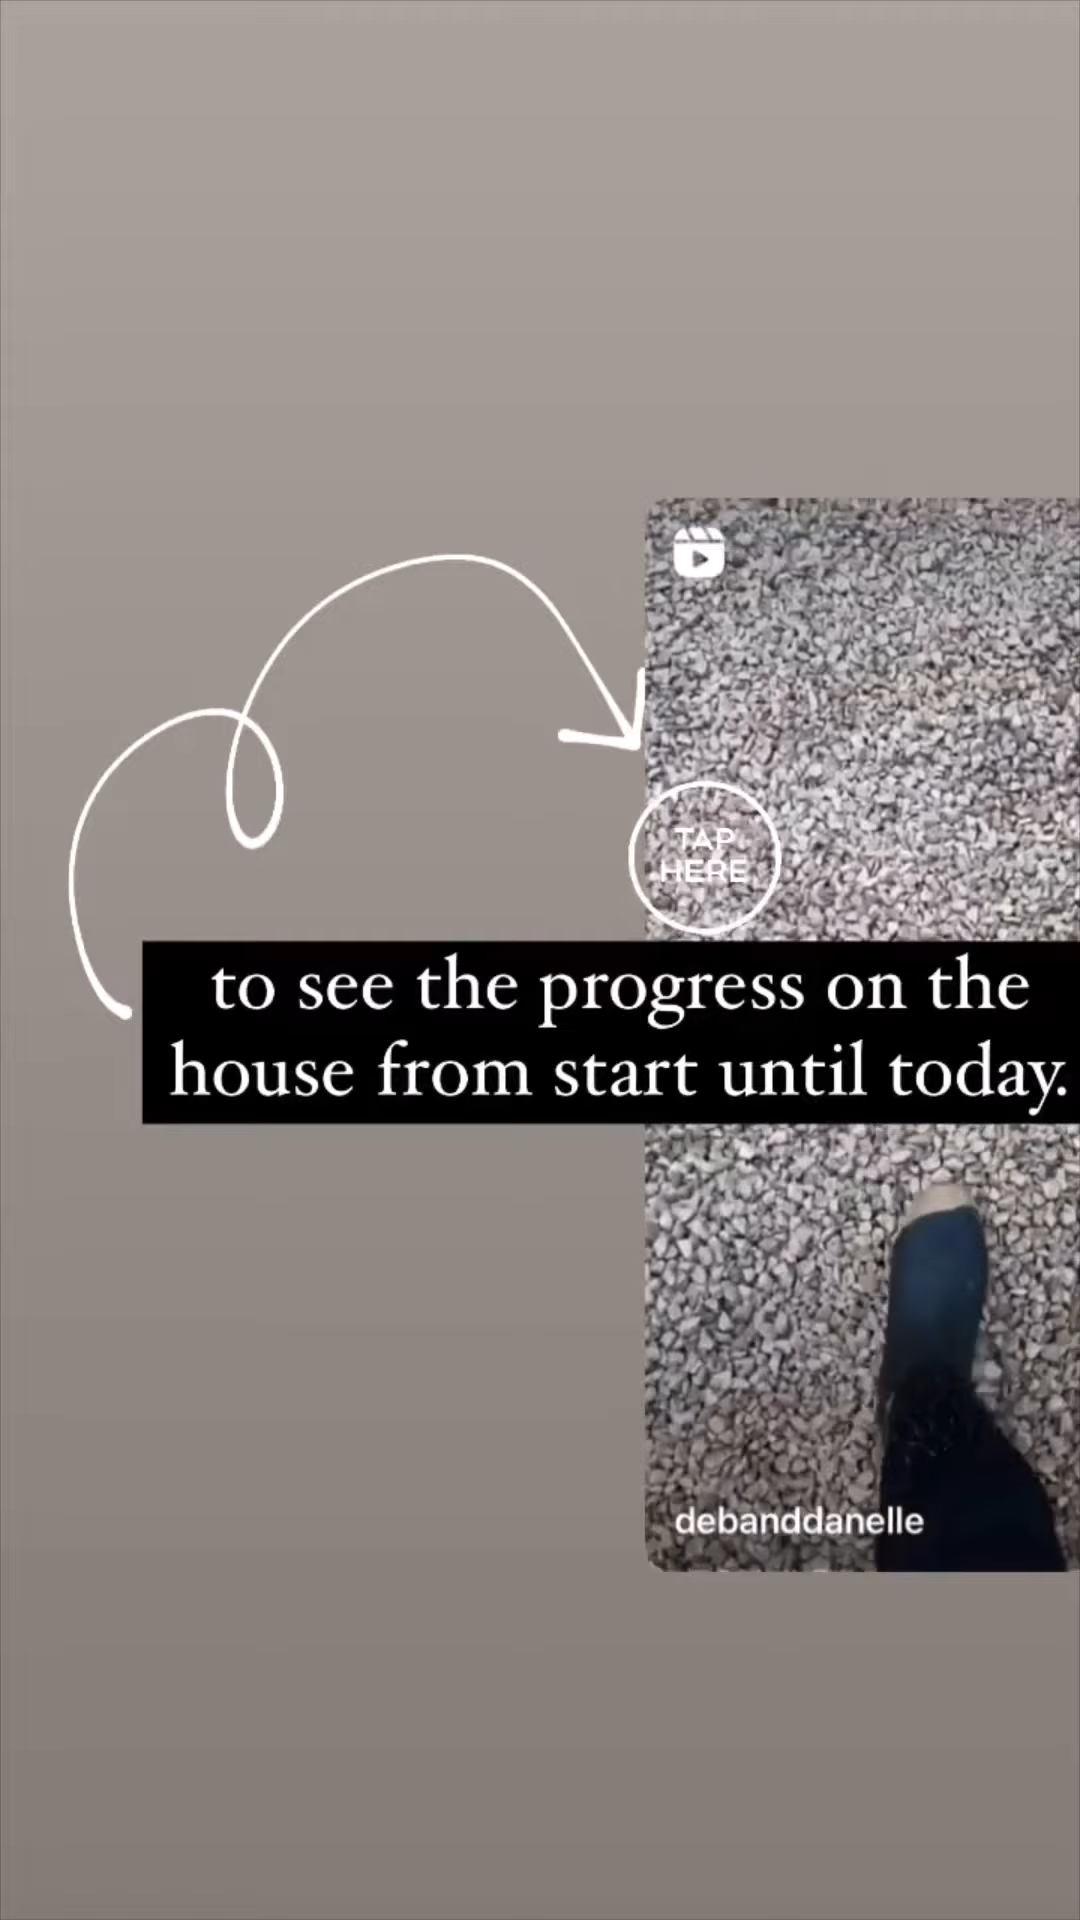 TAP
HERE
to see the progress on the
house from start until today.
debanddanelle